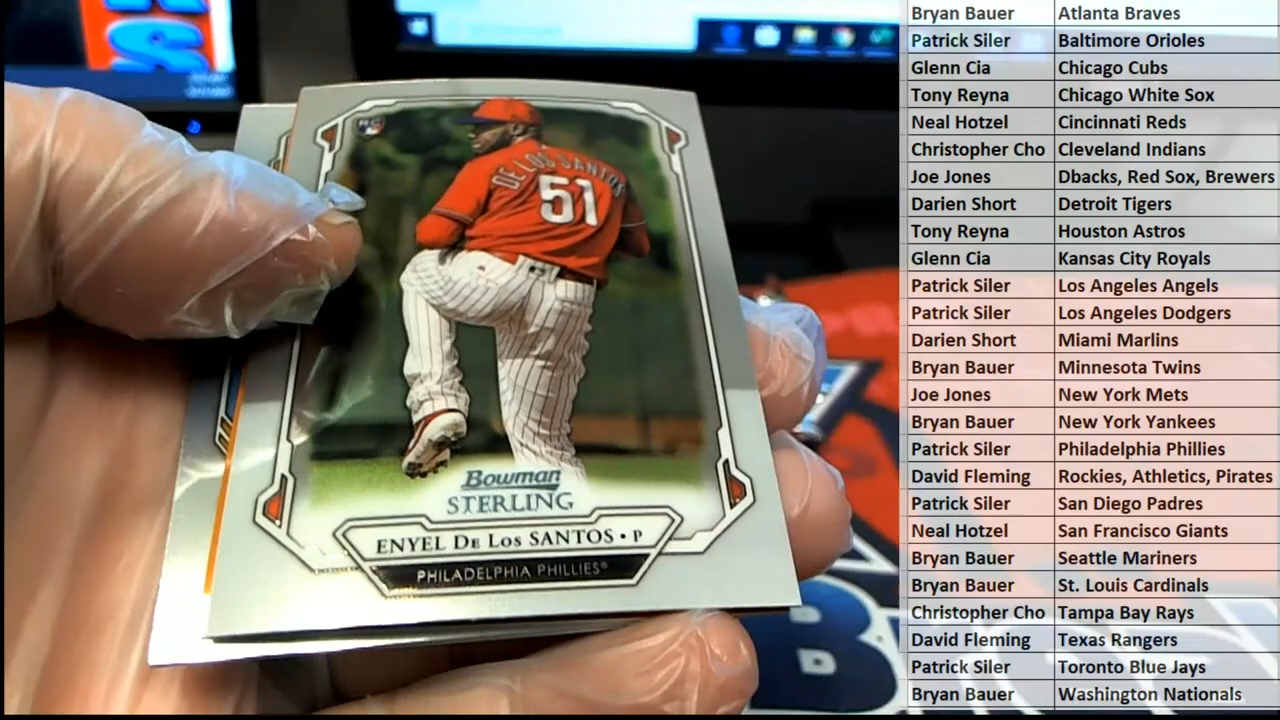 S
RC
DE LOS SANTOS
51
Bowman
STERLING
ENYEL DE LOS SANTOS • P
PHILADELPHIA PHILLIES®
B
Bryan Bauer Atlanta Braves
Patrick Siler Baltimore Orioles
Glenn Cia Chicago Cubs
Tony Reyna Chicago White Sox
Neal Hotzel Cincinnati Reds
Christopher Cho Cleveland Indians
Joe Jones Dbacks, Red Sox, Brewers
Darien Short Detroit Tigers
Tony Reyna Houston Astros
Glenn Cia Kansas City Royals
Patrick Siler Los Angeles Angels
Patrick Siler Los Angeles Dodgers
Darien Short Miami Marlins
Bryan Bauer Minnesota Twins
Joe Jones New York Mets
Bryan Bauer New York Yankees
Patrick Siler Philadelphia Phillies
David Fleming Rockies, Athletics, Pirates
Patrick Siler San Diego Padres
Neal Hotzel San Francisco Giants
Bryan Bauer Seattle Mariners
Bryan Bauer St. Louis Cardinals
Christopher Cho Tampa Bay Rays
David Fleming Texas Rangers
Patrick Siler Toronto Blue Jays
Bryan Bauer Washington Nationals